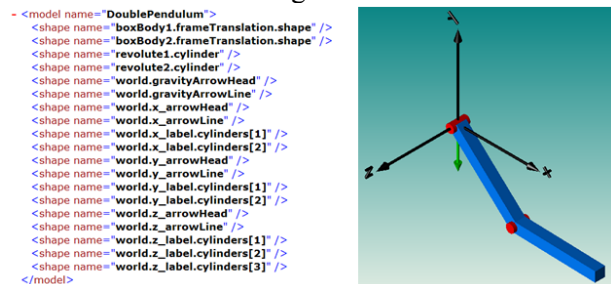 - <model name="DoublePendulum">
<shape name="boxBody1.frameTranslation.shape" />
<shape name="boxBody2.frameTranslation.shape" />
<shape name="revolute1.cylinder" />
<shape name="revolute2.cylinder" />
<shape name="world.gravityArrowHead" />
<shape name="world.gravityArrowLine" />
<shape name="world.x_arrowHead" />
<shape name="world.x_arrowLine" />
<shape name="world.x_label.cylinders[1]" />
<shape name="world.x_label.cylinders[2]" />
<shape name="world.y_arrowHead" />
<shape name="world.y_arrowLine" />
<shape name="world.y_label.cylinders[1]" />
<shape name="world.y_label.cylinders[2]" />
<shape name="world.z_arrowHead" />
<shape name="world.z_arrowLine" />
<shape name="world.z_label.cylinders[1]" />
<shape name="world.z_label.cylinders[2]" />
<shape name="world.z_label.cylinders[3]" />
</model>
Y
Z
X